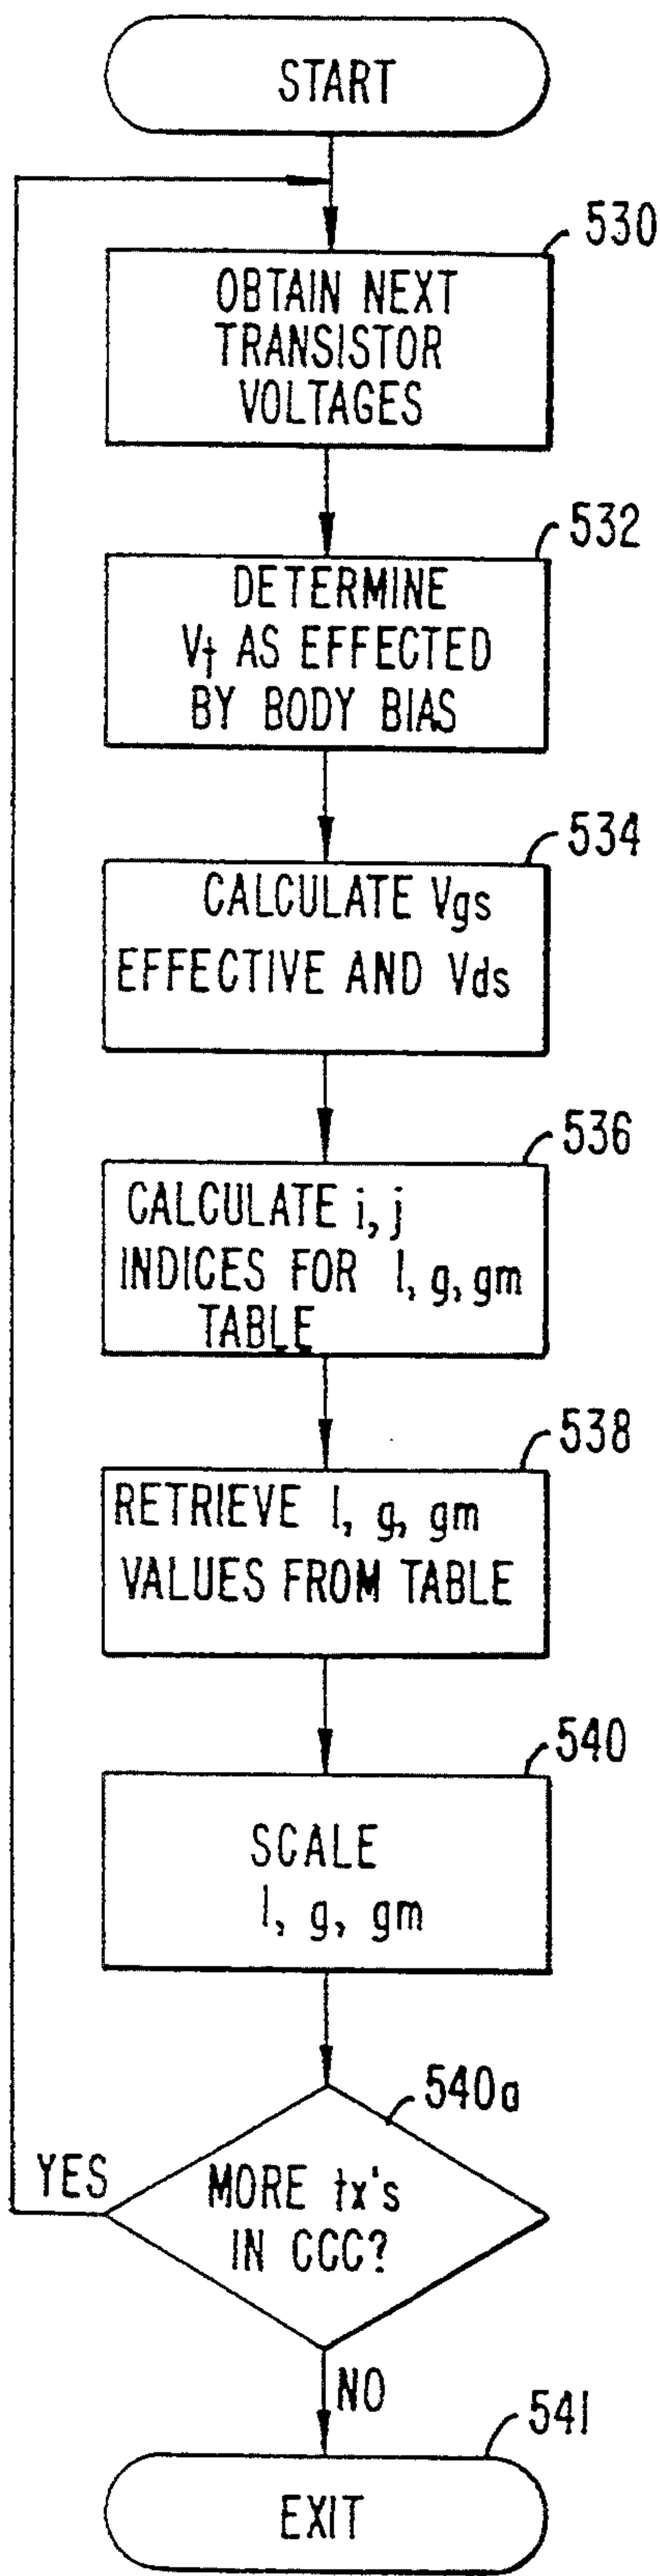 START
530
OBTAIN NEXT
TRANSISTOR
VOLTAGES
532
DETERMINE
Vt AS EFFECTED
BY BODY BIAS
534
CALCULATE Vgs
EFFECTIVE AND Vds
536
CALCULATE i, j
INDICES FOR I, g, gm
TABLE
538
RETRIEVE I, g, gm
VALUES FROM TABLE
540
SCALE
I, g, gm
540a
YES
MORE tx's
IN CCC?
NO
541
EXIT